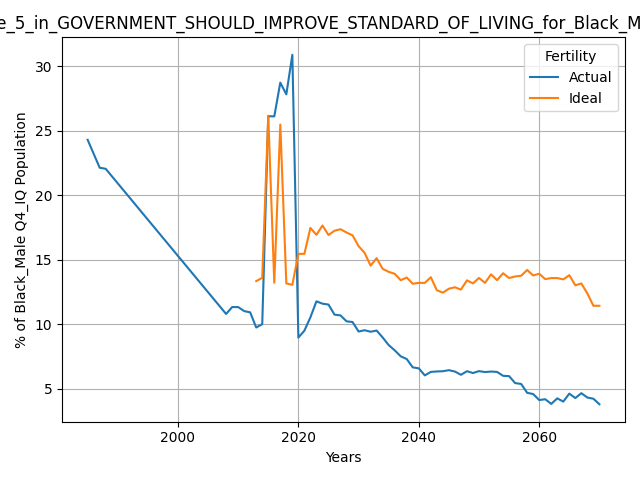 e_5_in_GOVERNMENT_SHOULD_IMPROVE_STANDARD_OF_LIVING_for_Black_M
Fertility
Actual
Ideal
% of Black_Male Q4_IQ Population
30
25
20
15
10
5
2000
2020
2040
2060
Years